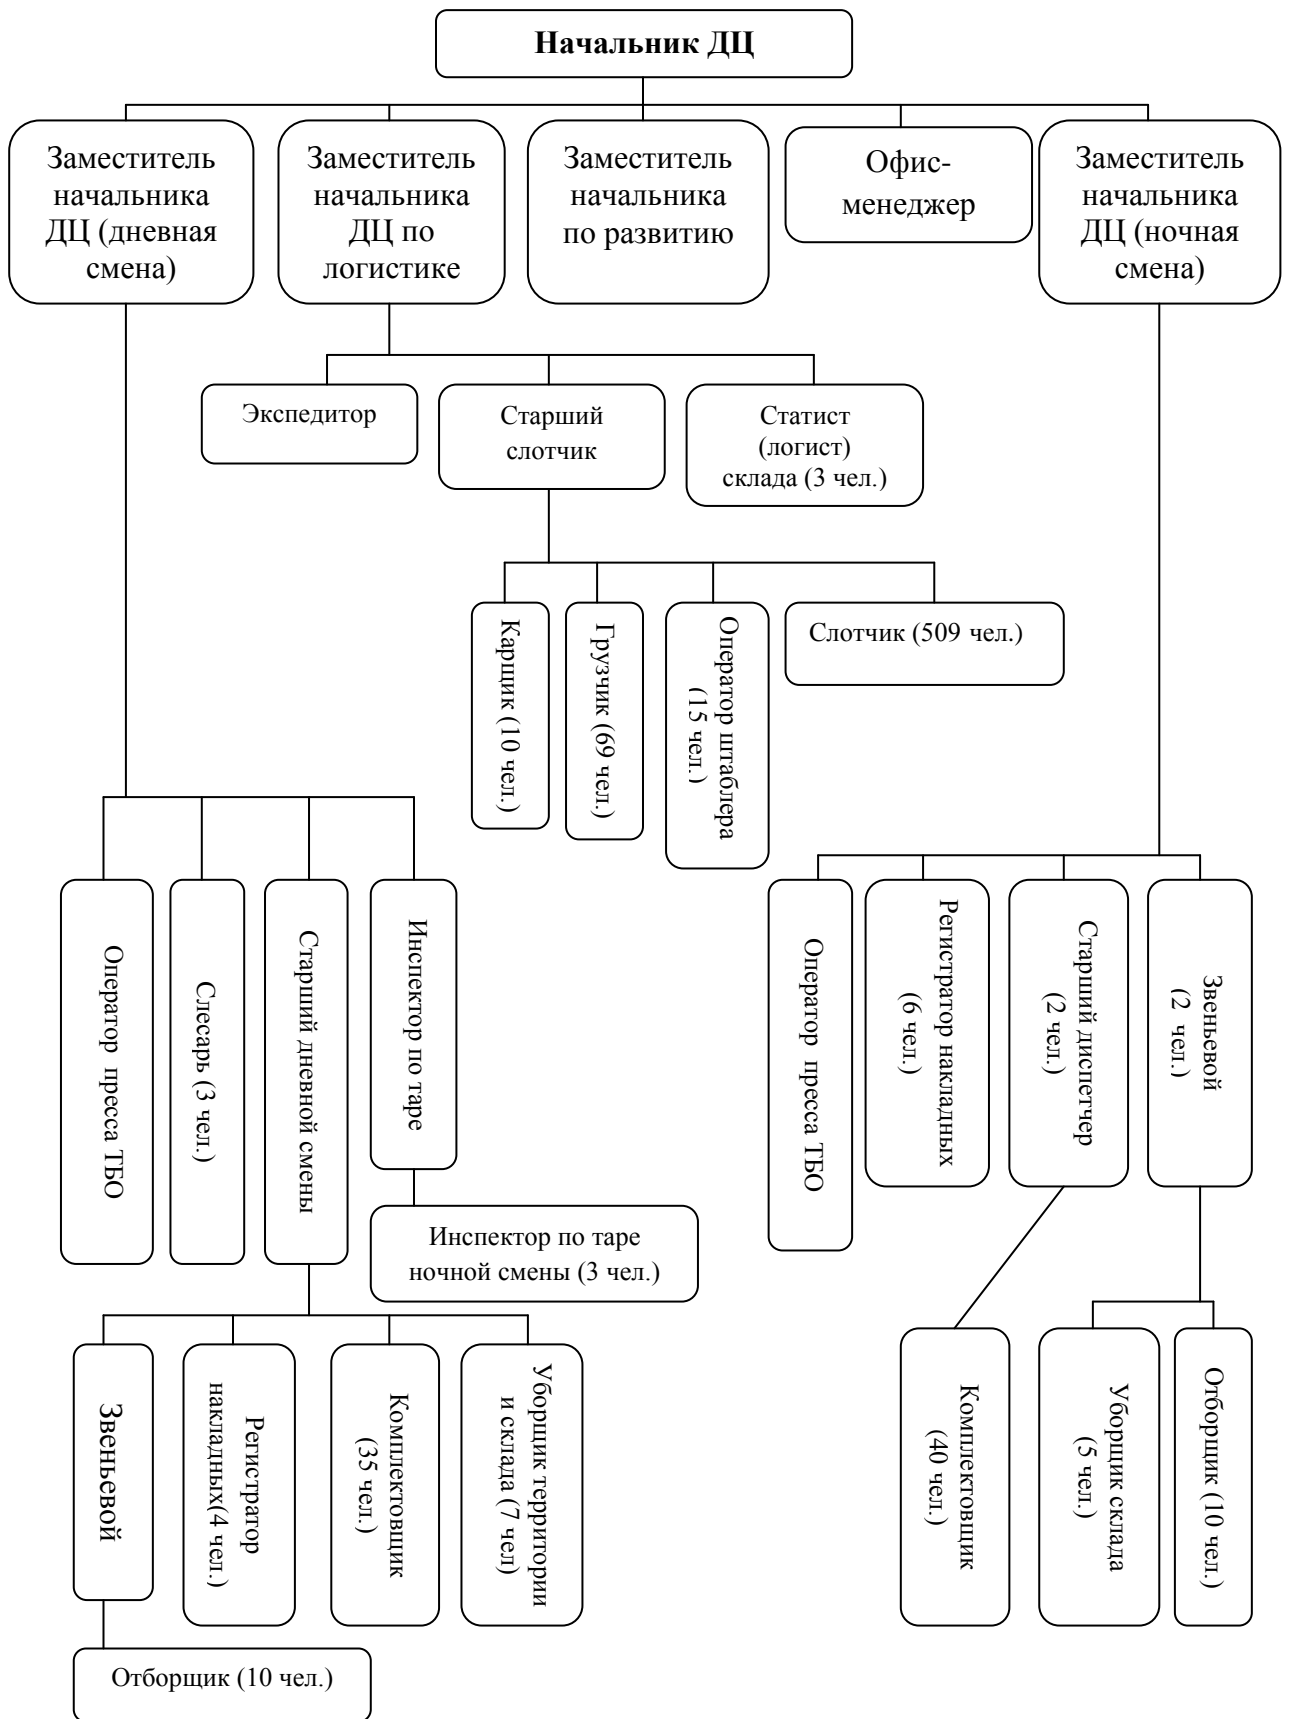 Начальник ДЦ
Заместитель
начальника
ДЦ (дневная
смена)
Заместитель
начальника
ДЦ по
логистике
Заместитель
начальника
по развитию
Офис-
менеджер
Заместитель
начальника
ДЦ (ночная
смена)
Экспедитор
Старший
слотчик
Статист
(логист)
склада (3 чел.)
Карщик (10 чел.)
Грузчик (69 чел.)
Оператор штаблера
(15 чел.)
Слотчик (509 чел.)
Оператор пресса ТБО
Слесарь (3 чел.)
Старший дневной смены
Инспектор по таре
Оператор пресса ТБО
Регистратор накладных
(6 чел.)
Старший диспетчер
(2 чел.)
Звеньевой
(2 чел.)
Инспектор по таре
ночной смены (3 чел.)
Звеньевой
Регистратор
накладных(4 чел.)
Комплектовщик
(35 чел.)
Уборщик территории
и склада (7 чел)
Комплектовщик
(40 чел.)
Уборщик склада
(5 чел.)
Отборщик (10 чел.)
Отборщик (10 чел.)